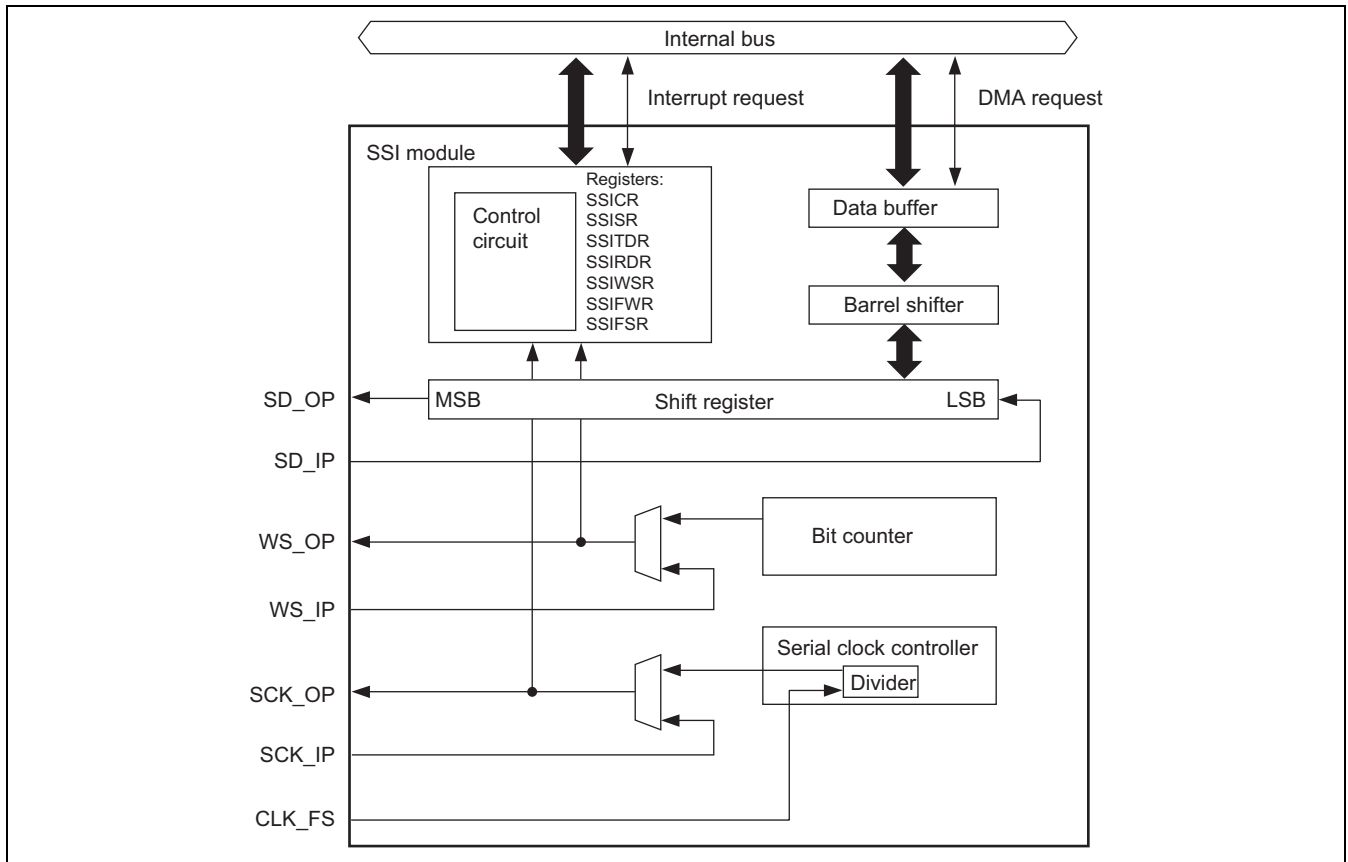 Internal bus
Interrupt request
DMA request
SSI module
Registers:
SSICR
SSISR
SSITDR
SSIRDR
SSIWSR
SSIFWR
SSIFSR
Control
circuit
Data buffer
Barrel shifter
SD_OP
MSB
Shift register
LSB
SD_IP
WS_OP
Bit counter
WS_IP
Serial clock controller
Divider
SCK_OP
SCK_IP
CLK_FS